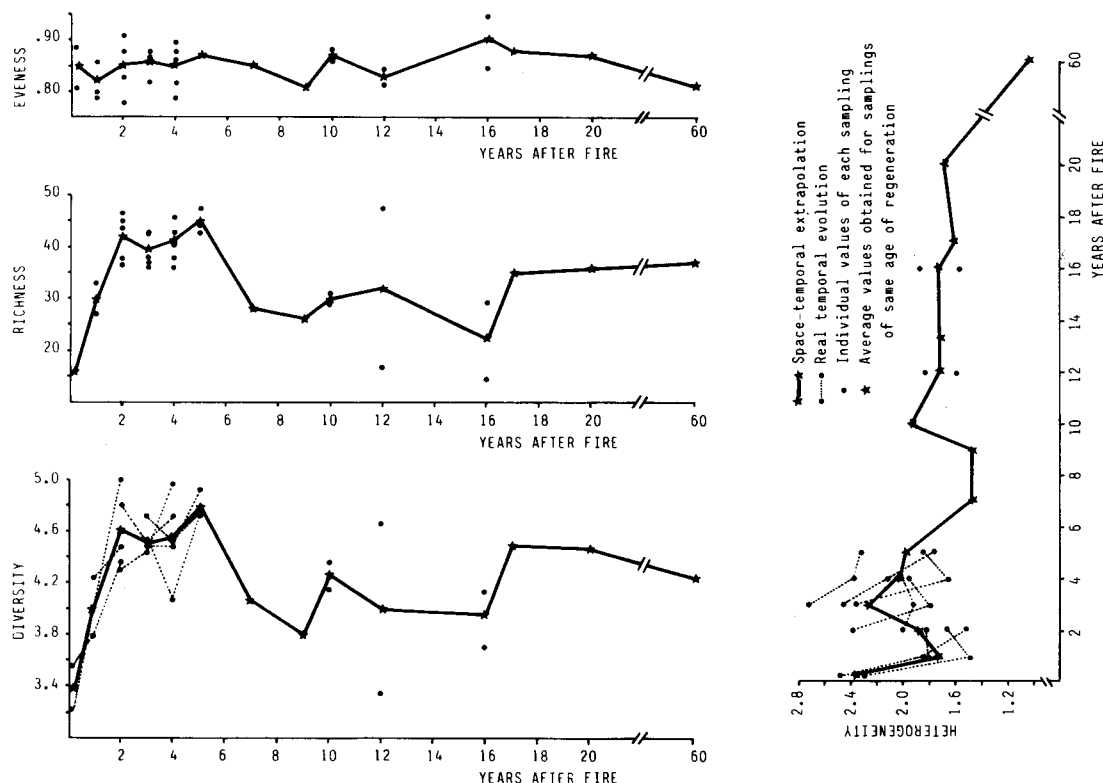 .90
.80
EVENESS
2 4 6 8 10 12 14 16 20 60
YEARS AFTER FIRE
50
40
30
20
RICHNESS
2 4 6 8 10 12 14 16 20 60
YEARS AFTER FIRE
5.0
4.6
4.2
3.8
3.4
DIVERSITY
2 4 6 8 10 12 14 16 20 60
YEARS AFTER FIRE
Space-temporal extrapolation
Real temporal evolution
Individual values of each sampling
Average values obtained for samplings
of same age of regeneration
2.8 2.4 2.0 1.6 1.2
HETEROGENEITY
2 4 6 8 10 12 14 16 18 20 60
YEARS AFTER FIRE